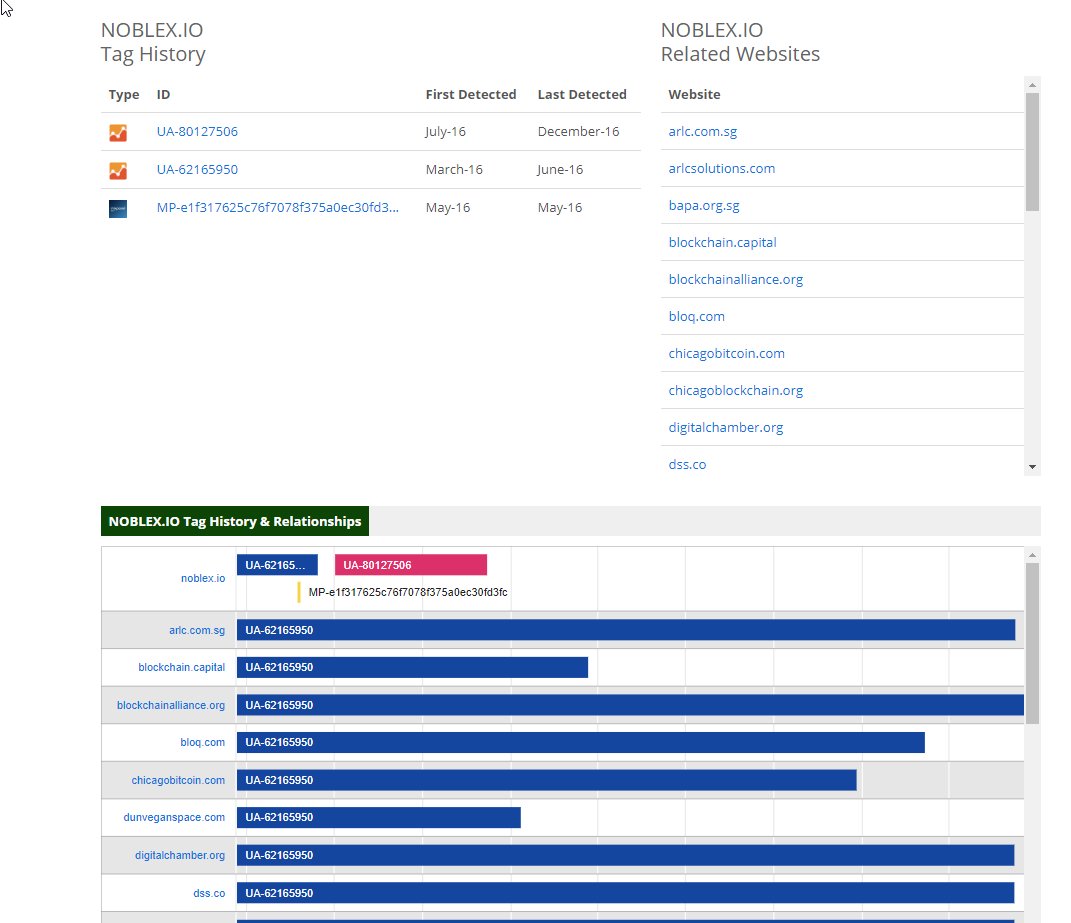 NOBLEX.IO
Tag History
Type ID First Detected Last Detected
UA-80127506 July-16 December-16
UA-62165950 March-16 June-16
MP-e1f317625c76f7078f375a0ec30fd3... May-16 May-16
NOBLEX.IO
Related Websites
Website
arlc.com.sg
arlcsolutions.com
bapa.org.sg
blockchain.capital
blockchainalliance.org
bloq.com
chicagobitcoin.com
chicagoblockchain.org
digitalchamber.org
dss.co
NOBLEX.IO Tag History & Relationships
noblex.io UA-62165... UA-80127506
MP-e1f317625c76f7078f375a0ec30fd3fc
arlc.com.sg UA-62165950
blockchain.capital UA-62165950
blockchainalliance.org UA-62165950
bloq.com UA-62165950
chicagobitcoin.com UA-62165950
dunveganspace.com UA-62165950
digitalchamber.org UA-62165950
dss.co UA-62165950